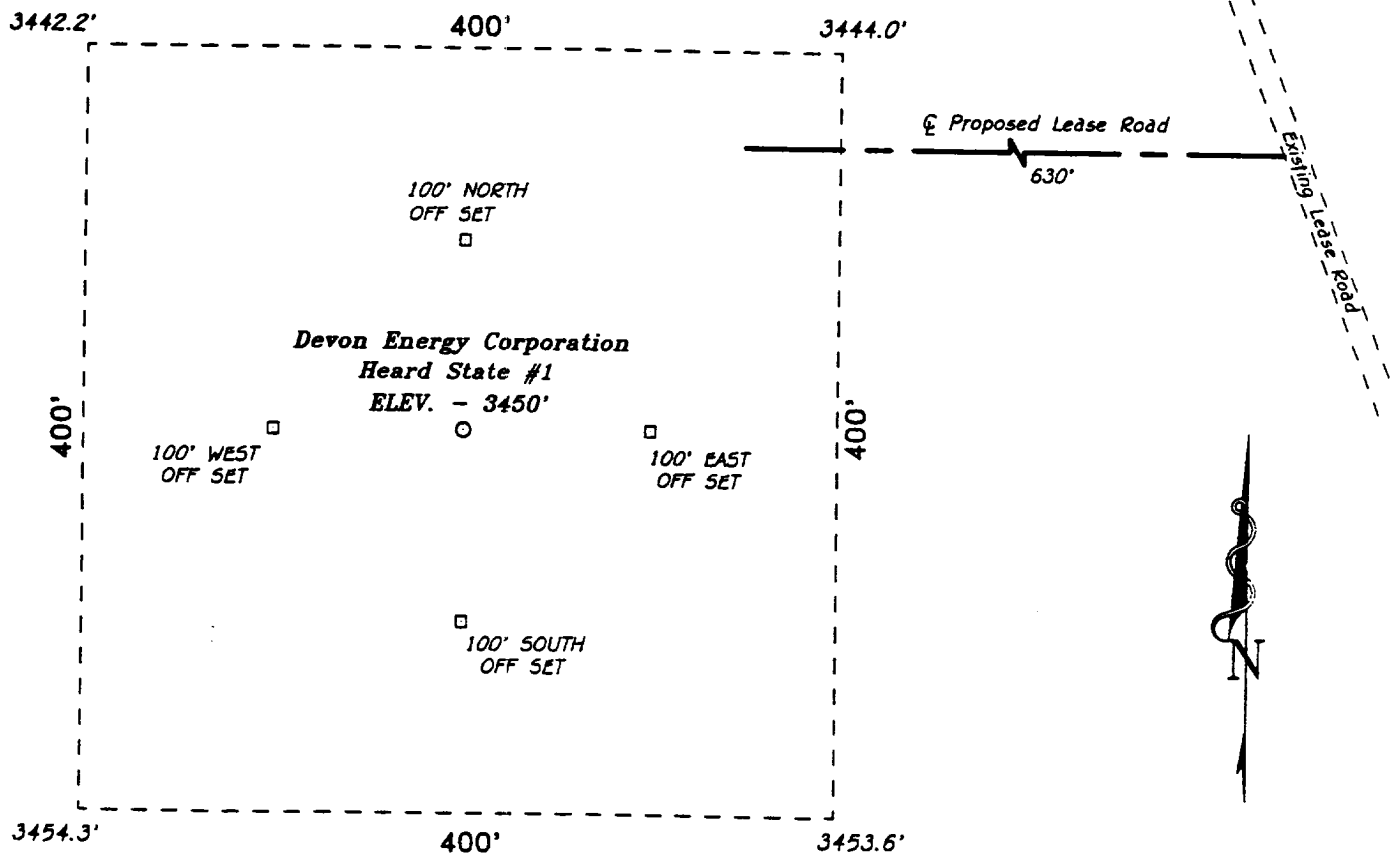 3442.2'
400'
3444.0'
℄ Proposed Lease Road
630'
Existing Lease Road
100' NORTH
OFF SET
Devon Energy Corporation
Heard State #1
ELEV. - 3450'
400'
100' WEST
OFF SET
100' EAST
OFF SET
400'
100' SOUTH
OFF SET
N
3454.3'
400'
3453.6'